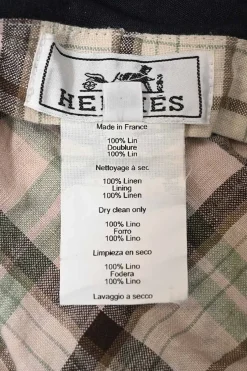 HERMES
Made in France
100% Lin
Doublure
100% Lin
Nettoyage à sec
100% Linen
Lining
100% Linen
Dry clean only
100% Lino
Forro
100% Lino
Limpieza en seco
100% Lino
Fodera
100% Lino
Lavaggio a secco